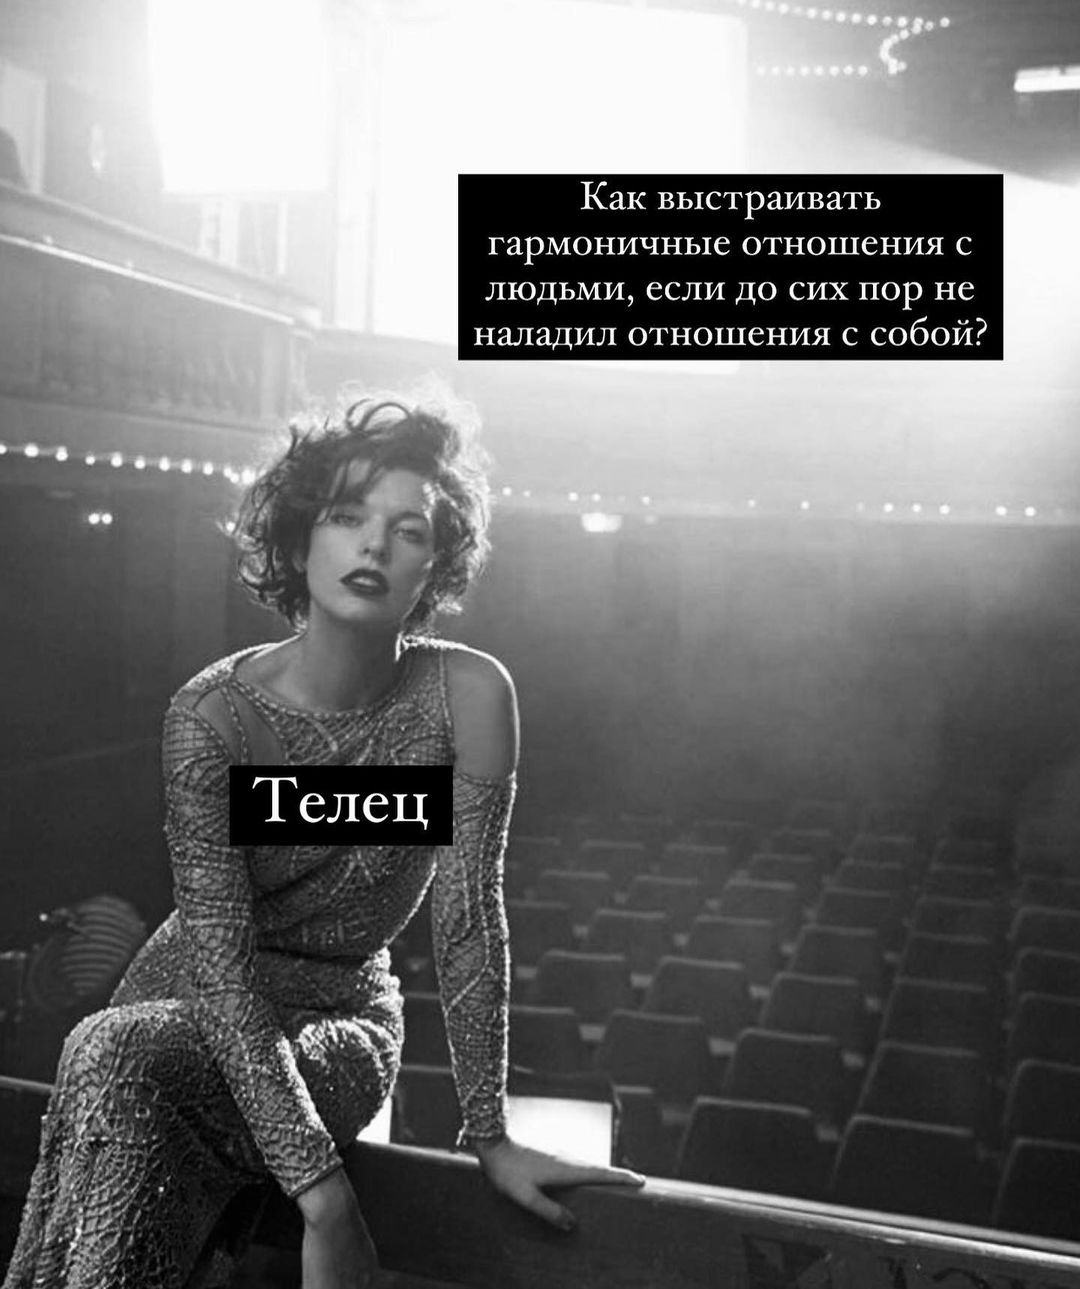 Как выстраивать
гармоничные отношения с
людьми, если до сих пор не
наладил отношения с собой?
Телец